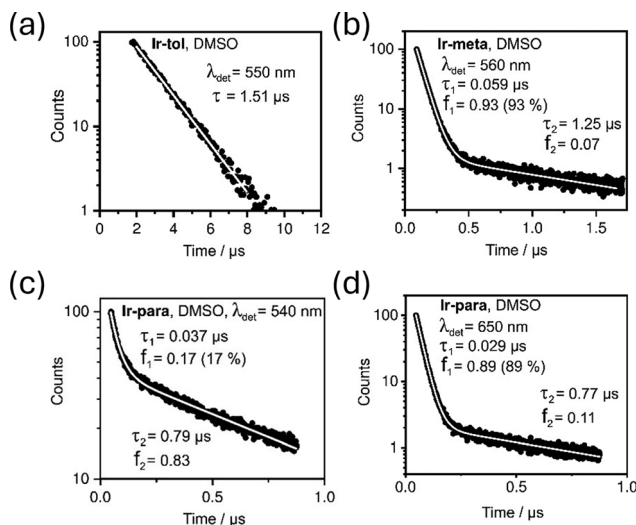 (a)
100
10
1
Counts
Ir-tol, DMSO
λdet = 550 nm
τ = 1.51 µs
0 2 4 6 8 10 12
Time / µs
(b)
100
10
1
Counts
Ir-meta, DMSO
λdet = 560 nm
τ1 = 0.059 µs
f1 = 0.93 (93 %)
τ2 = 1.25 µs
f2 = 0.07
0.0 0.5 1.0 1.5
Time / µs
(c)
100
10
Counts
Ir-para, DMSO, λdet = 540 nm
τ1 = 0.037 µs
f1 = 0.17 (17 %)
τ2 = 0.79 µs
f2 = 0.83
0.0 0.5 1.0
Time / µs
(d)
100
10
1
Counts
Ir-para, DMSO
λdet = 650 nm
τ1 = 0.029 µs
f1 = 0.89 (89 %)
τ2 = 0.77 µs
f2 = 0.11
0.0 0.5 1.0
Time / µs